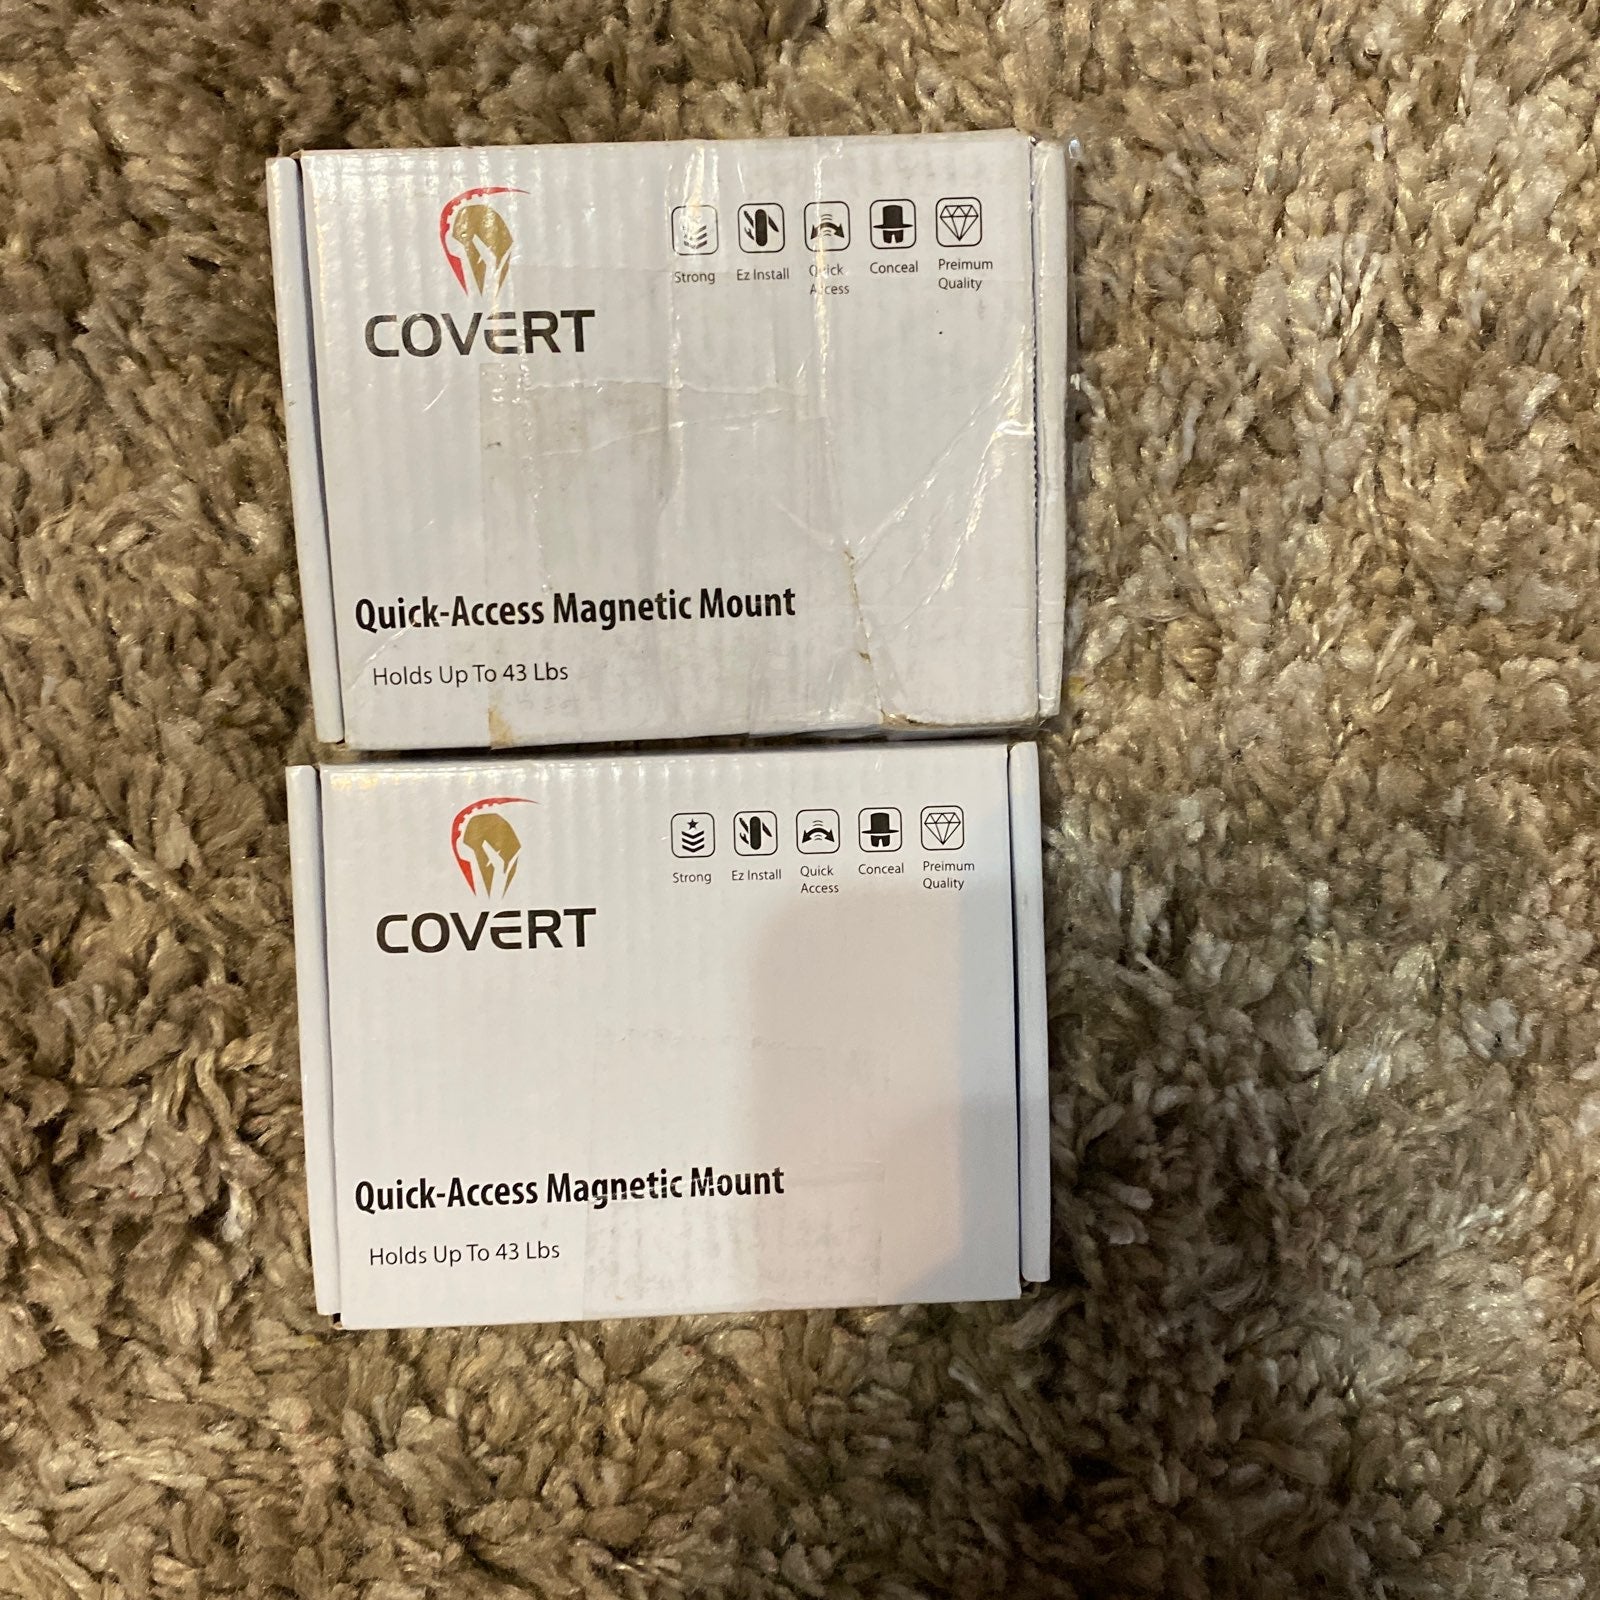 COVERT
Strong
Ez Install
Quick
Access
Conceal
Preimum
Quality
Quick-Access Magnetic Mount
Holds Up To 43 Lbs
COVERT
Strong
Ez Install
Quick
Access
Conceal
Preimum
Quality
Quick-Access Magnetic Mount
Holds Up To 43 Lbs